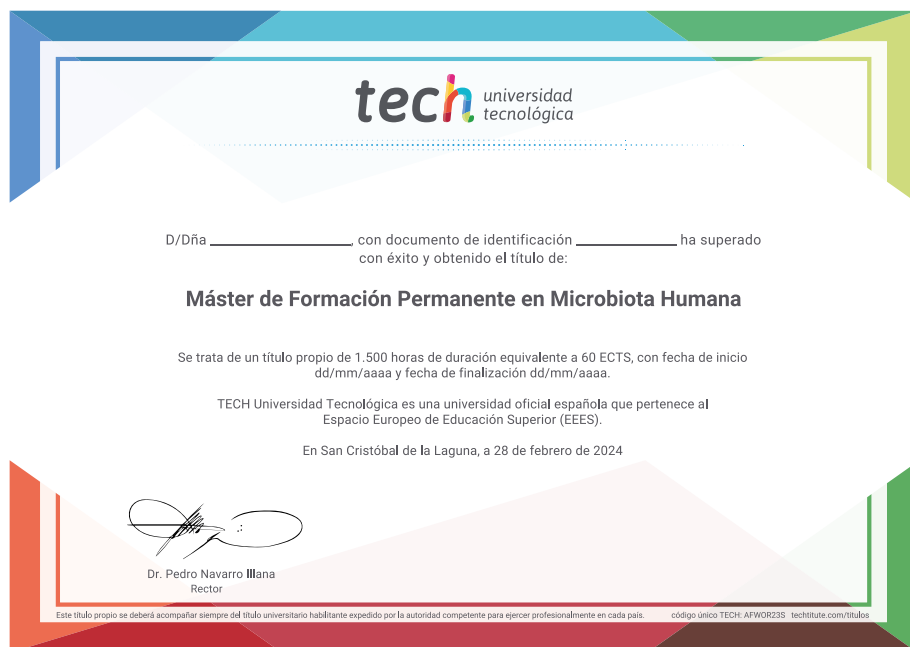 tech universidad
tecnológica
D/Dña ____________________, con documento de identificación ______________ ha superado
con éxito y obtenido el título de:
Máster de Formación Permanente en Microbiota Humana
Se trata de un título propio de 1.500 horas de duración equivalente a 60 ECTS, con fecha de inicio
dd/mm/aaaa y fecha de finalización dd/mm/aaaa.
TECH Universidad Tecnológica es una universidad oficial española que pertenece al
Espacio Europeo de Educación Superior (EEES).
En San Cristóbal de la Laguna, a 28 de febrero de 2024
Dr. Pedro Navarro Illana
Rector
Este título propio se deberá acompañar siempre del título universitario habilitante expedido por la autoridad competente para ejercer profesionalmente en cada país. código único TECH: AFWOR23S techtitute.com/titulos